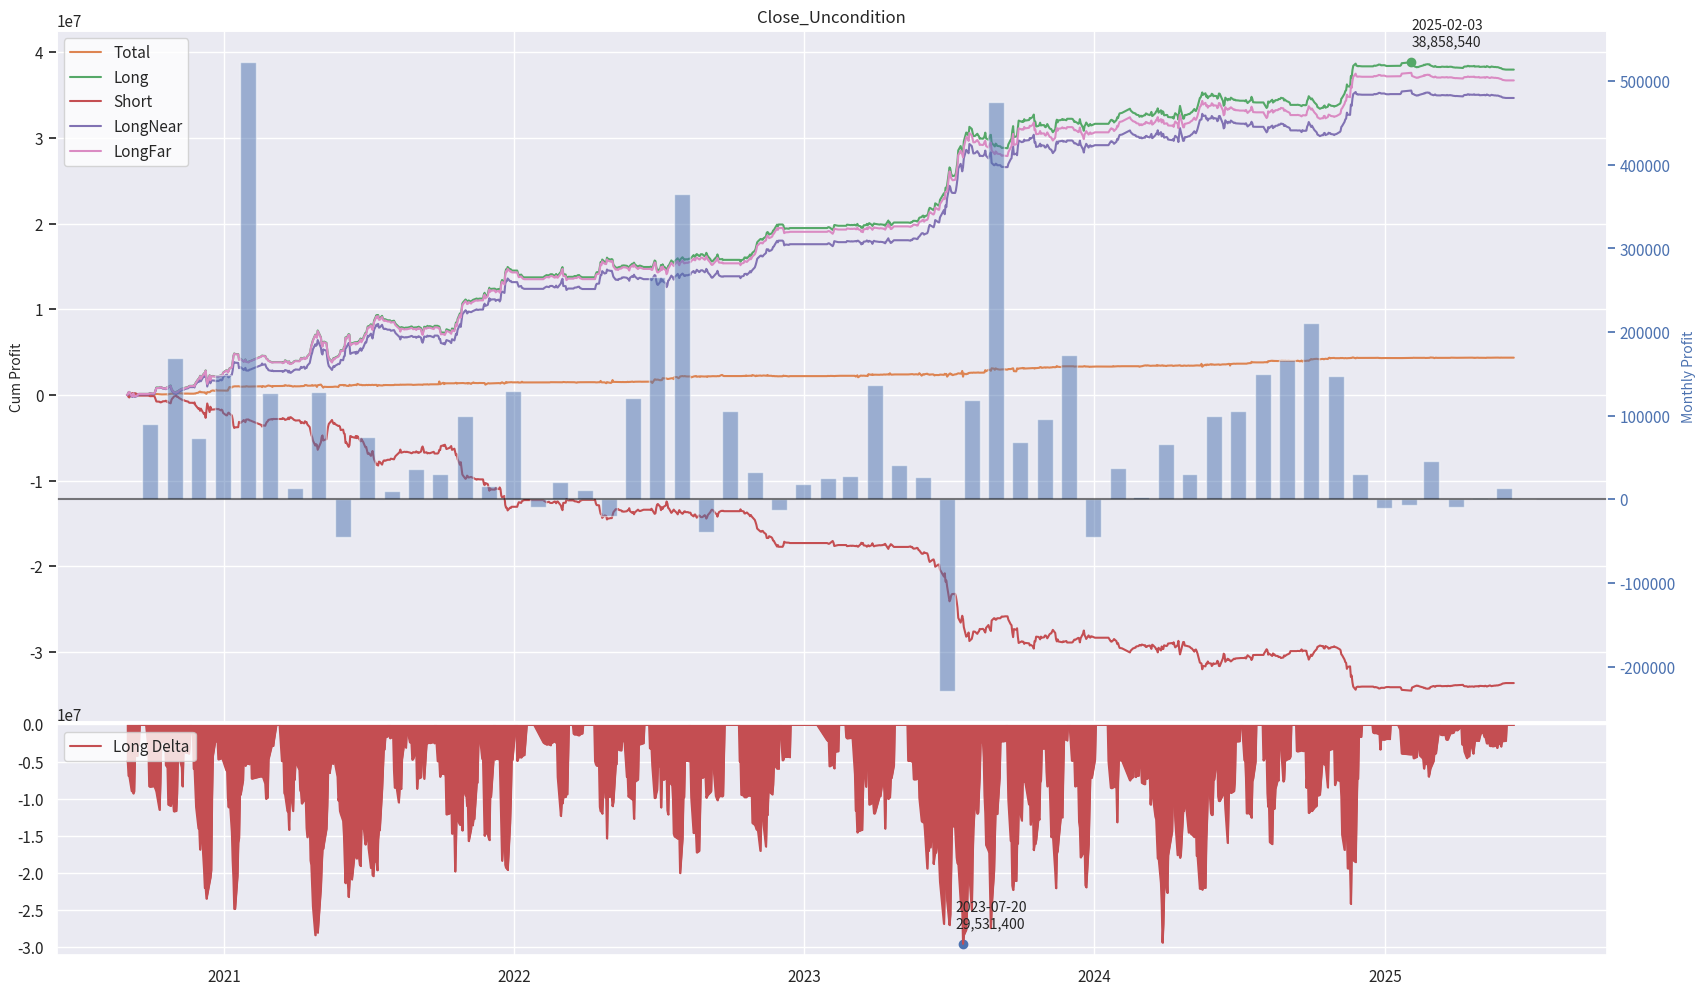 Close_Uncondition
1e7
2025-02-03
38,858,540
Total
Long
Short
LongNear
LongFar
4
3
2
1
0
-1
-2
-3
Cum Profit
500000
400000
300000
200000
100000
0
-100000
-200000
Monthly Profit
1e7
Long Delta
0.0
-0.5
-1.0
-1.5
-2.0
-2.5
-3.0
2023-07-20
29,531,400
2021
2022
2023
2024
2025